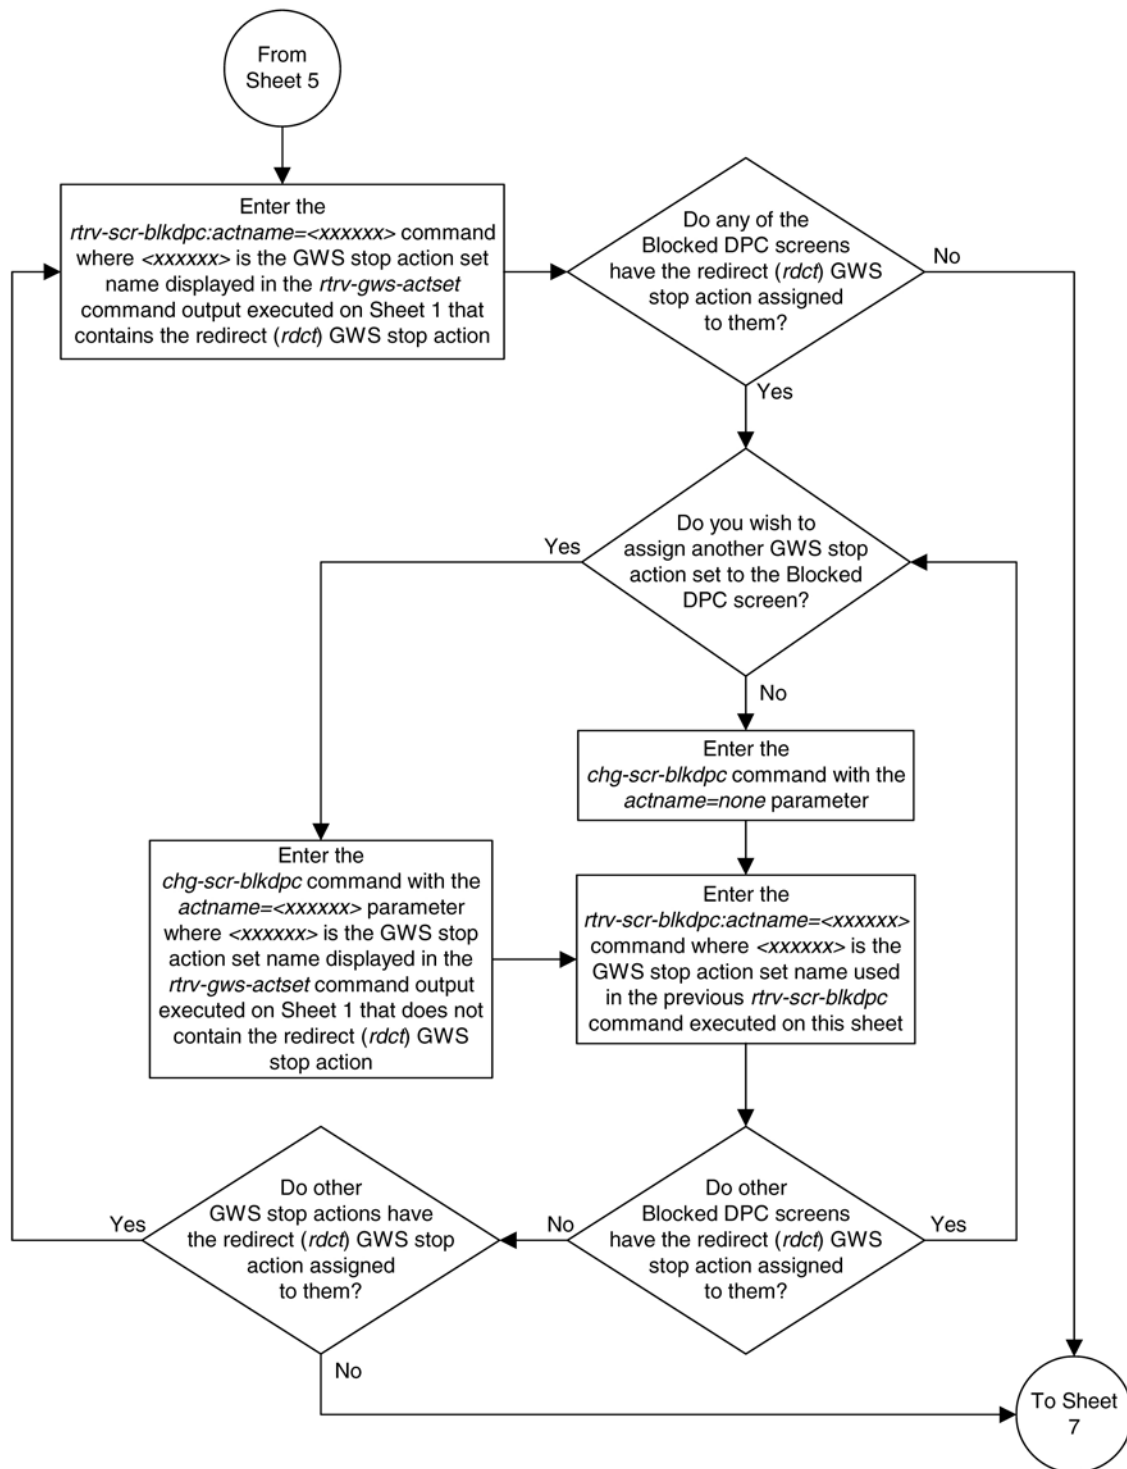 From
Sheet 5
Enter the
rtrv-scr-blkdpc:actname=<xxxxxx> command
where <xxxxxx> is the GWS stop action set
name displayed in the rtrv-gws-actset
command output executed on Sheet 1 that
contains the redirect (rdct) GWS stop action
Do any of the
Blocked DPC screens
have the redirect (rdct) GWS
stop action assigned
to them?
No
Yes
Do you wish to
assign another GWS stop
action set to the Blocked
DPC screen?
Yes
No
Enter the
chg-scr-blkdpc command with the
actname=none parameter
Enter the
chg-scr-blkdpc command with the
actname=<xxxxxx> parameter
where <xxxxxx> is the GWS stop
action set name displayed in the
rtrv-gws-actset command output
executed on Sheet 1 that does not
contain the redirect (rdct) GWS
stop action
Enter the
rtrv-scr-blkdpc:actname=<xxxxxx>
command where <xxxxxx> is the
GWS stop action set name used
in the previous rtrv-scr-blkdpc
command executed on this sheet
Do other
Blocked DPC screens
have the redirect (rdct) GWS
stop action assigned
to them?
Yes
No
Do other
GWS stop actions have
the redirect (rdct) GWS stop
action assigned
to them?
Yes
No
To Sheet
7